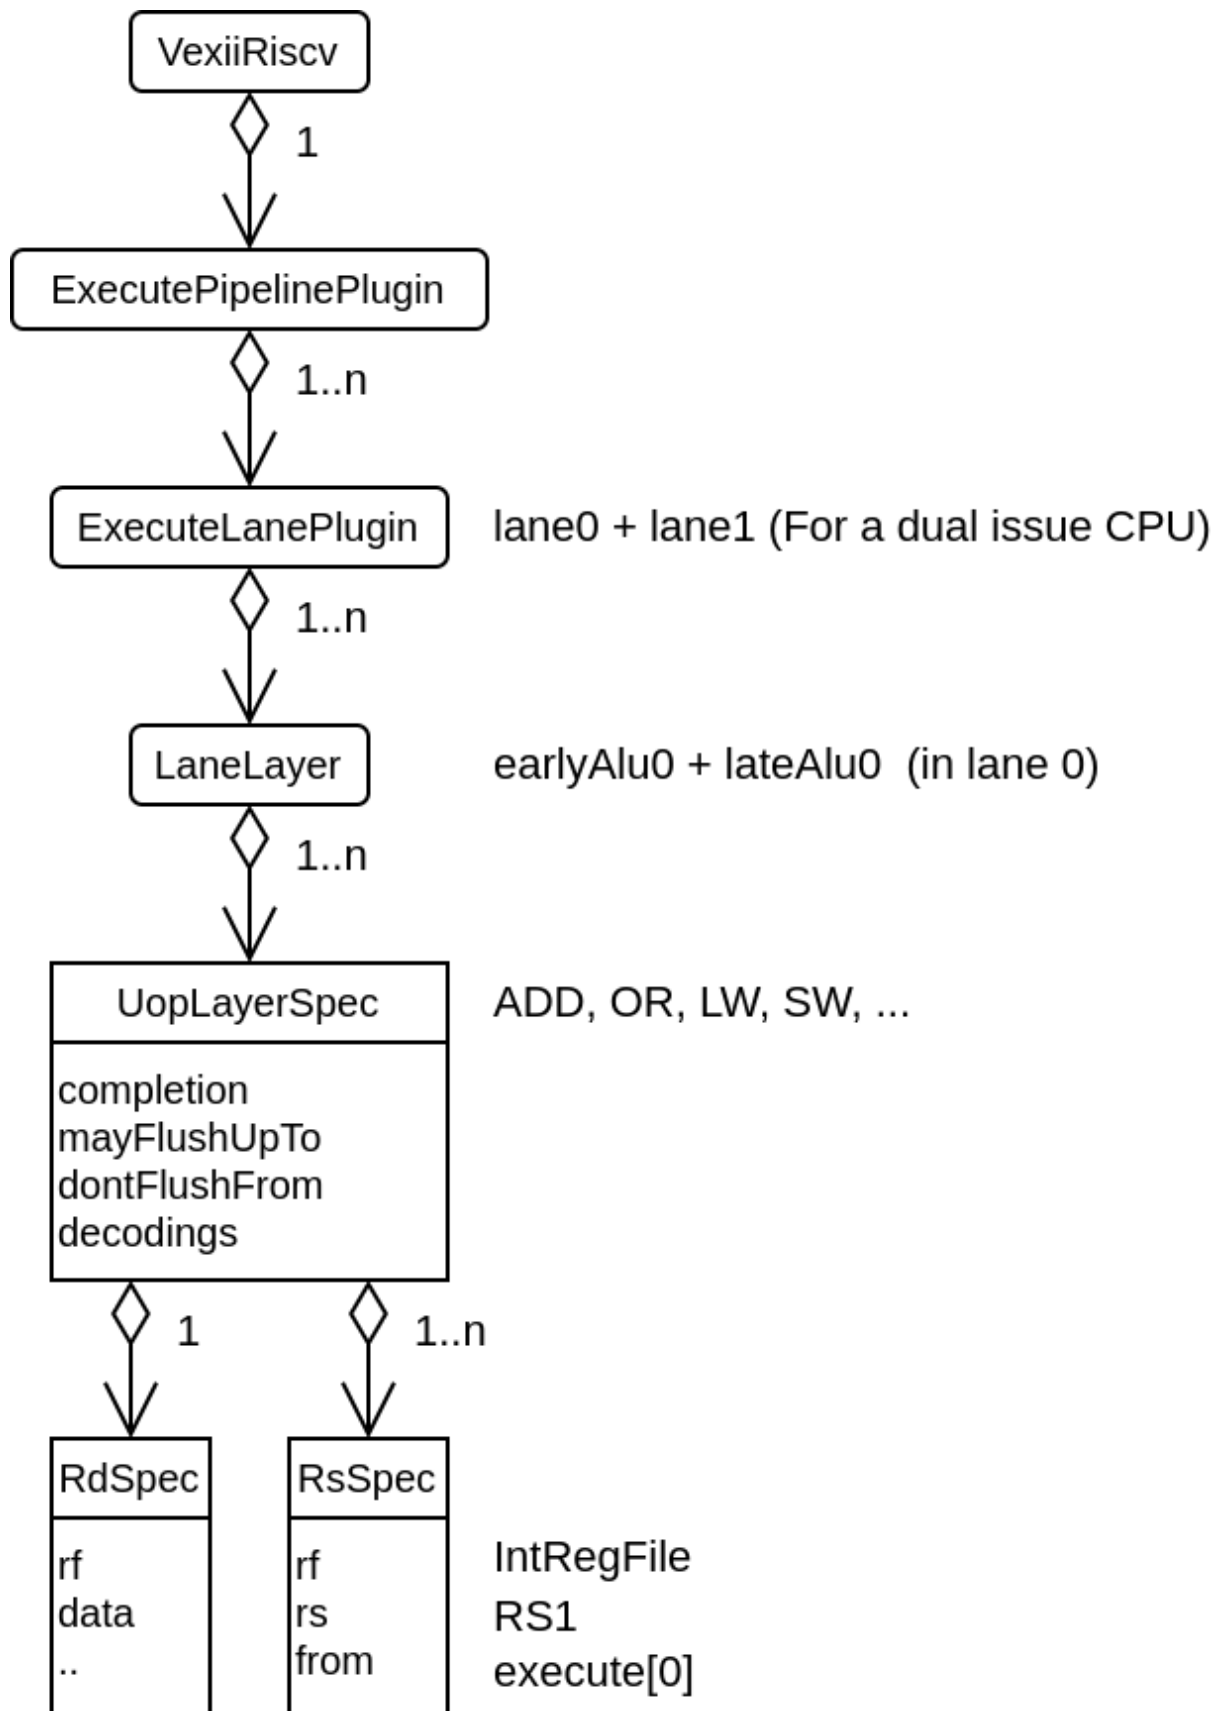 VexiiRiscv
1
ExecutePipelinePlugin
1..n
ExecuteLanePlugin
lane0 + lane1 (For a dual issue CPU)
1..n
LaneLayer
earlyAlu0 + lateAlu0  (in lane 0)
1..n
UopLayerSpec
ADD, OR, LW, SW, ...
completion
mayFlushUpTo
dontFlushFrom
decodings
1
1..n
RdSpec
rf
data
..
RsSpec
rf
rs
from
IntRegFile
RS1
execute[0]